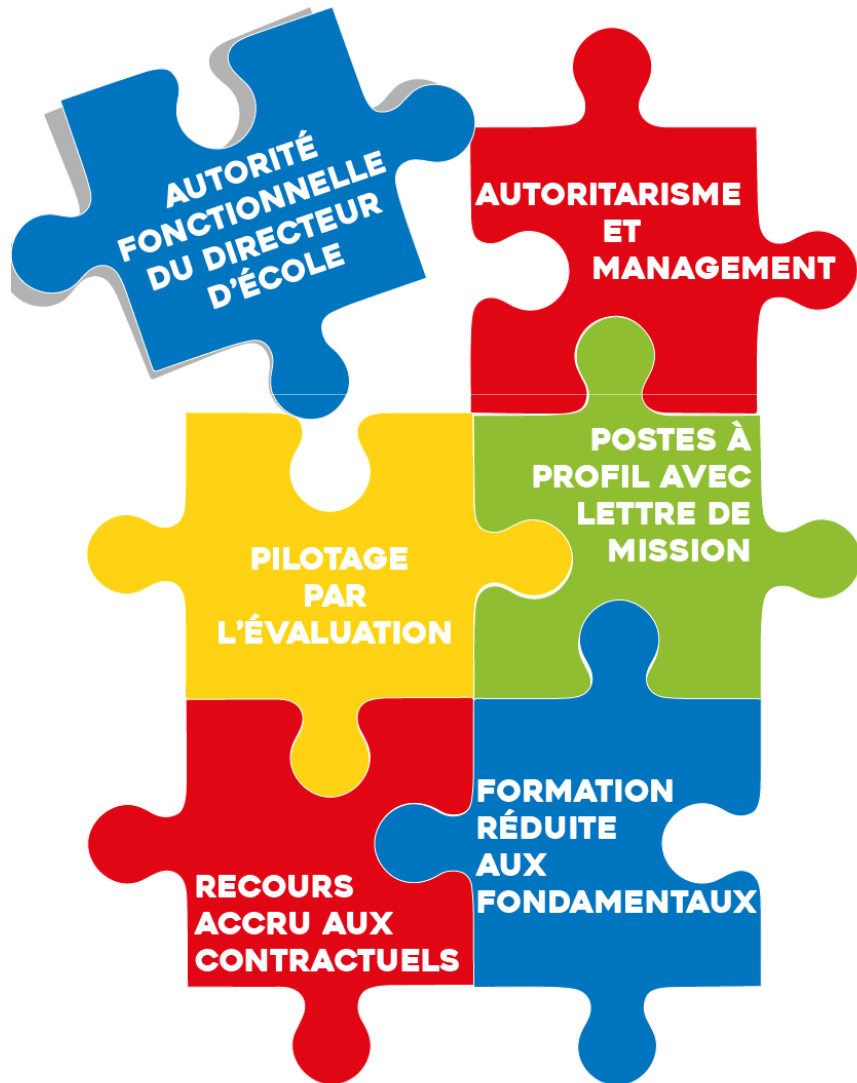 AUTORITÉ
FONCTIONNELLE
DU DIRECTEUR
D'ÉCOLE
AUTORITARISME
ET
MANAGEMENT
PILOTAGE
PAR
L'ÉVALUATION
POSTES À
PROFIL AVEC
LETTRE DE
MISSION
RECOURS
ACCRU AUX
CONTRACTUELS
FORMATION
RÉDUITE
AUX
FONDAMENTAUX